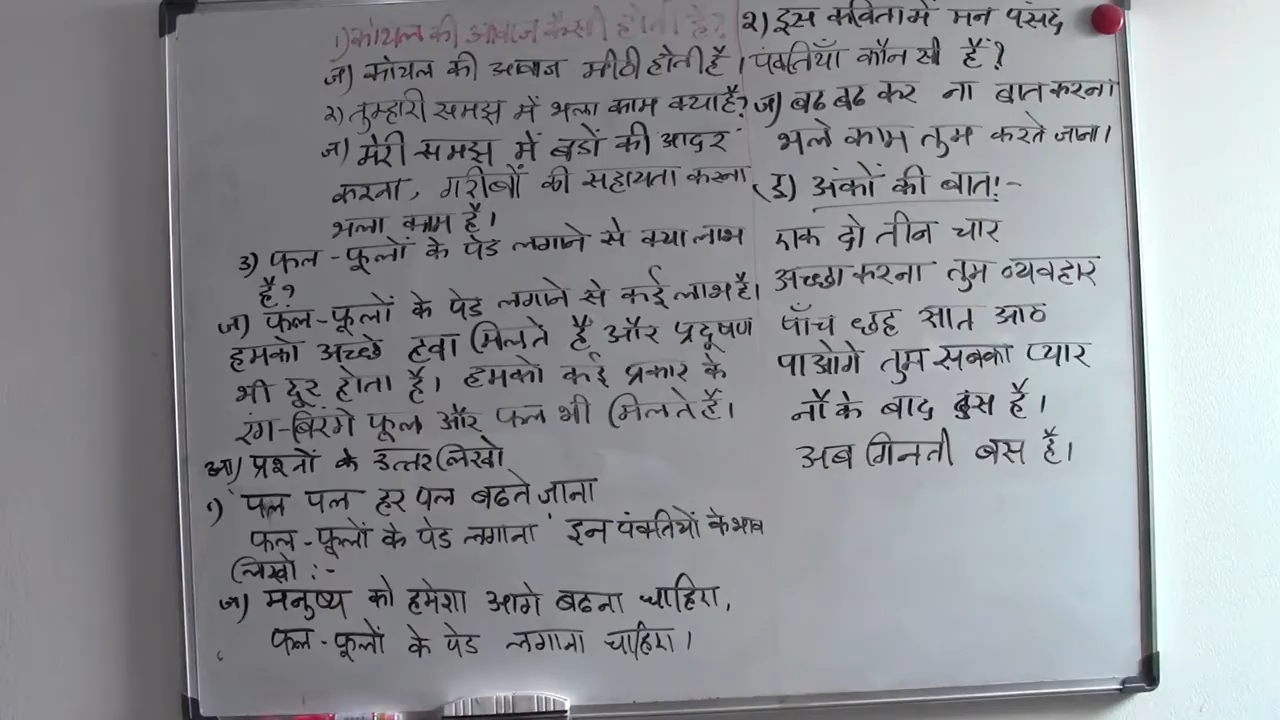 1) कोयल की आवाज कैसी होती है?
ज) कोयल की आवाज मीठी होती है।
२) तुम्हारी समझ में भला काम क्या है?
ज) मेरी समझ में बडों की आदर
करना, गरीबों की सहायता करना
भला काम है।
३) फल-फूलों के पेड लगाने से क्या लाभ
है?
ज) फल-फूलों के पेड लगाने से कई लाभ है।
हमको अच्छे हवा मिलते है और प्रदूषण
भी दूर होता है। हमको कई प्रकार के
रंग-बिरंगे फूल और फल भी मिलते है।
आ) प्रश्नों के उत्तर लिखो
१) 'पल पल हर पल बढते जाना
फल-फूलों के पेड लगाना' इन पंक्तियों के भाव
लिखो :-
ज) मनुष्य को हमेशा आगे बढना चाहिए,
फल-फूलों के पेड लगाना चाहिए।
२) इस कविता में मन पसंद
पंक्तियाँ कौन सी हैं?
ज) बढ बढ कर ना बात करना
भले काम तुम करते जाना।
(ई) अंकों की बात:-
एक दो तीन चार
अच्छा करना तुम व्यवहार
पाँच छह सात आठ
पाओगे तुम सबका प्यार
नौ के बाद दस है।
अब गिनती बस है।